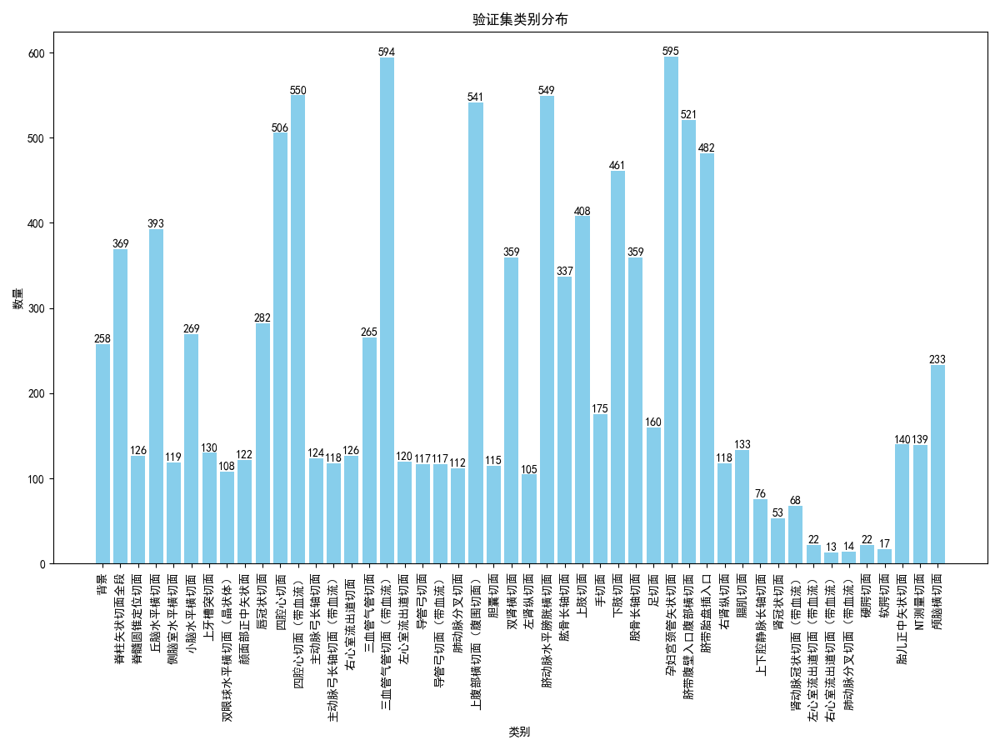 验证集类别分布
数量
600
500
400
300
200
100
0
258
369
126
393
119
269
130
108
122
282
506
550
124
118
126
265
594
120
117
117
112
541
115
359
105
549
337
408
175
461
359
160
595
521
482
118
133
76
53
68
22
13
14
22
17
140
139
233
背景
脊柱矢状切面全段
脊髓圆锥定位切面
丘脑水平横切面
侧脑室水平横切面
小脑水平横切面
上牙槽突切面
双眼球水平横切面（晶状体）
颜面部正中矢状面
唇冠状切面
四腔心切面
四腔心切面（带血流）
主动脉弓长轴切面
主动脉弓长轴切面（带血流）
右心室流出道切面
三血管气管切面
三血管气管切面（带血流）
左心室流出道切面
导管弓切面
导管弓切面（带血流）
肺动脉分叉切面
上腹部横切面（腹围切面）
胆囊切面
双肾横切面
左肾纵切面
脐动脉水平膀胱横切面
肱骨长轴切面
上肢切面
手切面
下肢切面
股骨长轴切面
足切面
孕妇宫颈管矢状切面
脐带腹壁入口腹部横切面
脐带胎盘插入口
右肾纵切面
膈肌切面
上下腔静脉长轴切面
肾冠状切面
肾动脉冠状切面（带血流）
左心室流出道切面（带血流）
右心室流出道切面（带血流）
肺动脉分叉切面（带血流）
硬腭切面
软腭切面
胎儿正中矢状切面
NT测量切面
颅脑横切面
类别